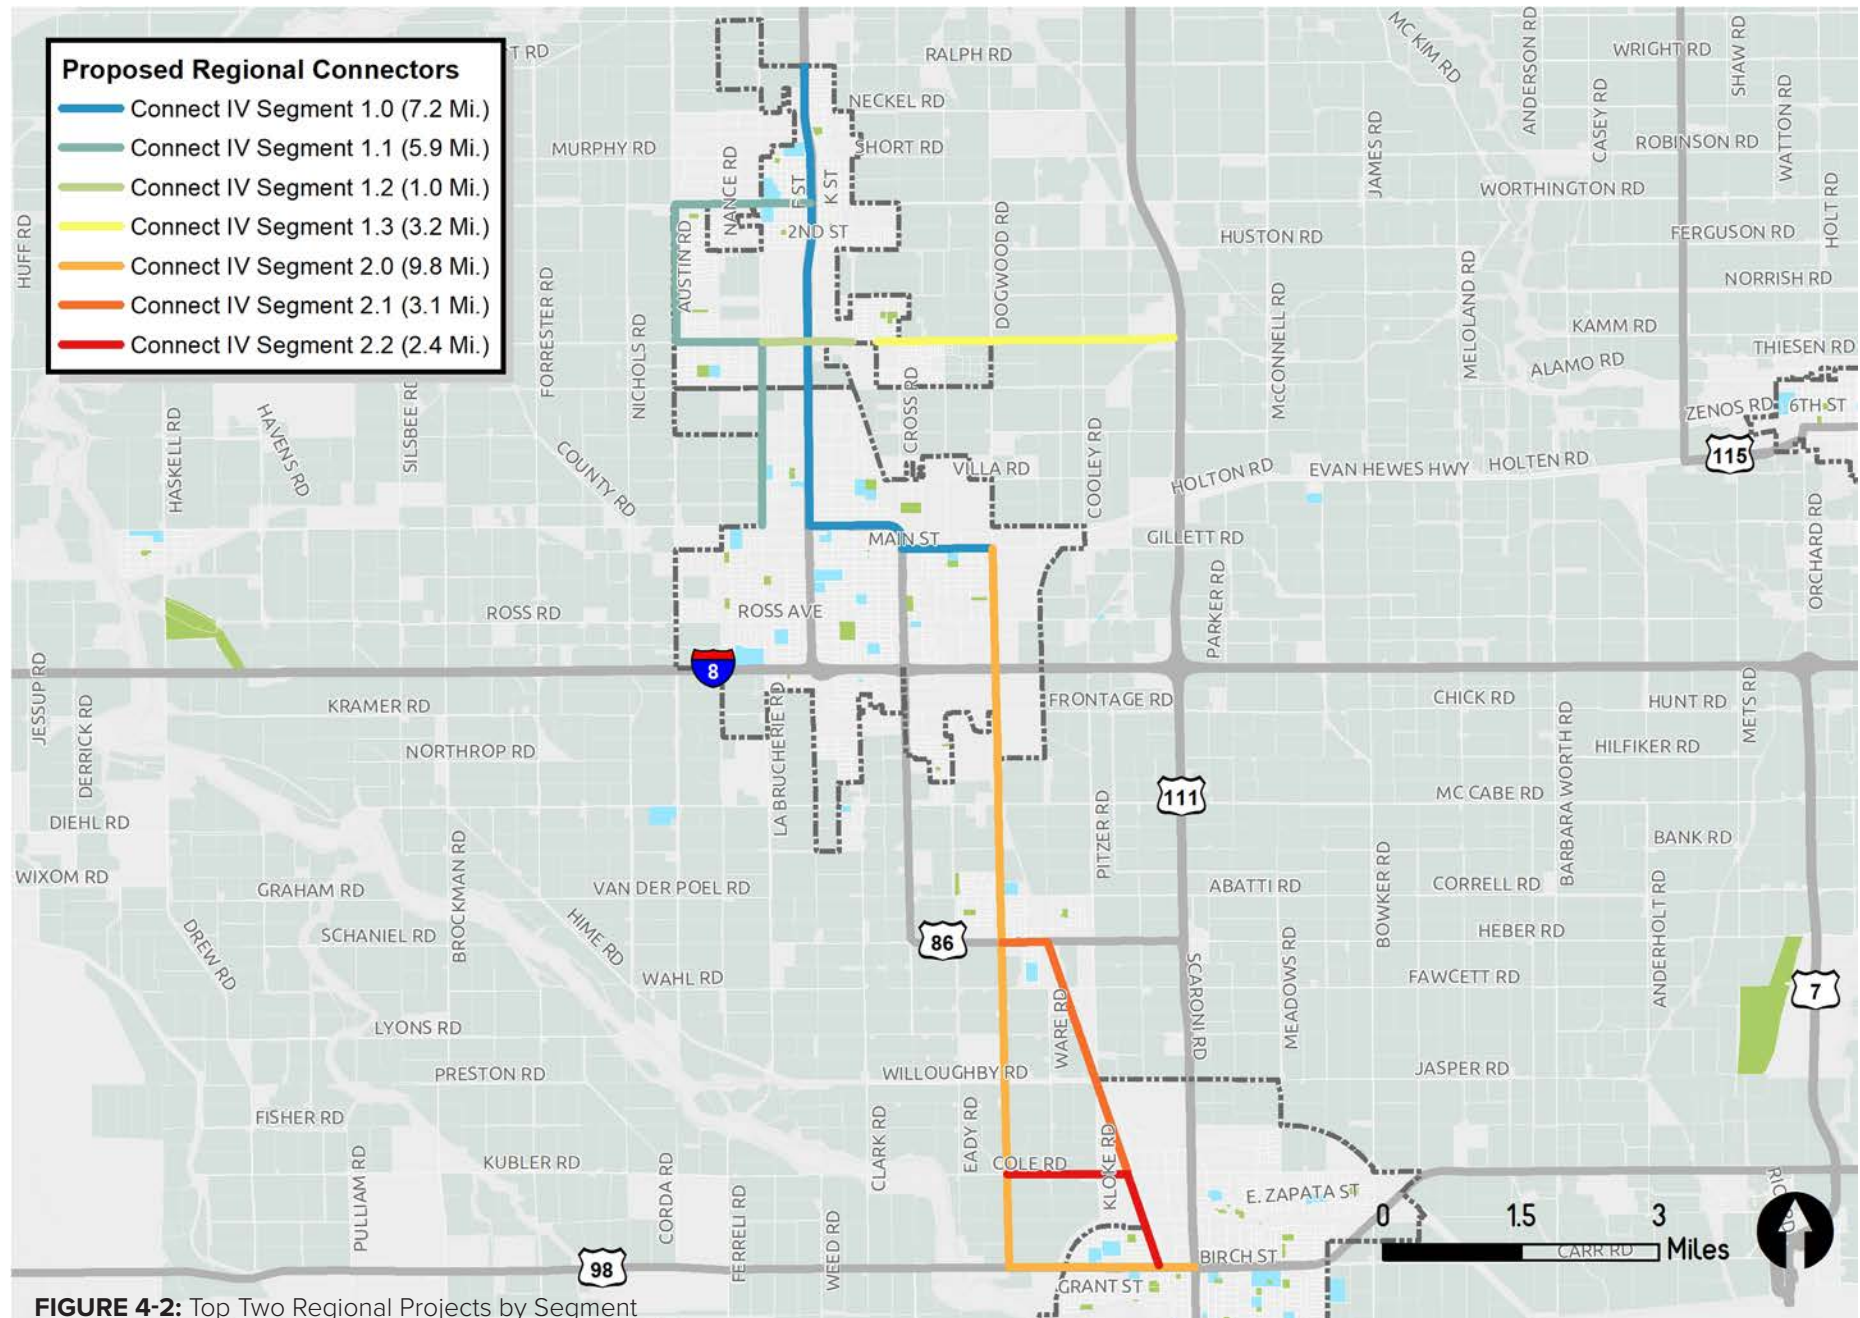 Proposed Regional Connectors
Connect IV Segment 1.0 (7.2 Mi.)
Connect IV Segment 1.1 (5.9 Mi.)
Connect IV Segment 1.2 (1.0 Mi.)
Connect IV Segment 1.3 (3.2 Mi.)
Connect IV Segment 2.0 (9.8 Mi.)
Connect IV Segment 2.1 (3.1 Mi.)
Connect IV Segment 2.2 (2.4 Mi.)
RALPH RD
MC KIM RD
ANDERSON RD
WRIGHT RD
SHAW RD
NECKEL RD
CASEY RD
WATTON RD
MURPHY RD
NANCE RD
SHORT RD
JAMES RD
ROBINSON RD
F ST
K ST
WORTHINGTON RD
HOLT RD
HUFF RD
AUSTIN RD
2ND ST
DOGWOOD RD
HUSTON RD
FERGUSON RD
FORRESTER RD
NICHOLS RD
McCONNELL RD
MELOLAND RD
NORRISH RD
KAMM RD
THIESEN RD
ALAMO RD
SILSBEE RD
HASKELL RD
HAVENS RD
COUNTY RD
CROSS RD
COOLEY RD
ZENOS RD
6TH ST
VILLA RD
HOLTON RD
EVAN HEWES HWY
HOLTEN RD
115
MAIN ST
GILLETT RD
ORCHARD RD
ROSS RD
ROSS AVE
PARKER RD
8
JESSUP RD
DERRICK RD
KRAMER RD
LA BRUCHERIE RD
FRONTAGE RD
CHICK RD
HUNT RD
METS RD
NORTHROP RD
BARBARA WORTH RD
HILFIKER RD
111
PITZER RD
MC CABE RD
DIEHL RD
BANK RD
WIXOM RD
GRAHAM RD
BROCKMAN RD
VAN DER POEL RD
ABATTI RD
BOWKER RD
CORRELL RD
ANDERHOLT RD
DREW RD
SCHANIEL RD
HIME RD
86
HEBER RD
WAHL RD
WARE RD
SCARONI RD
MEADOWS RD
FAWCETT RD
7
LYONS RD
PRESTON RD
WILLOUGHBY RD
JASPER RD
FISHER RD
CLARK RD
EADY RD
KLOKE RD
PULLIAM RD
KUBLER RD
CORDA RD
COLE RD
E. ZAPATA ST
FERRELI RD
WEED RD
0 1.5 3
Miles
CARR RD
98
BIRCH ST
GRANT ST
FIGURE 4-2: Top Two Regional Projects by Segment